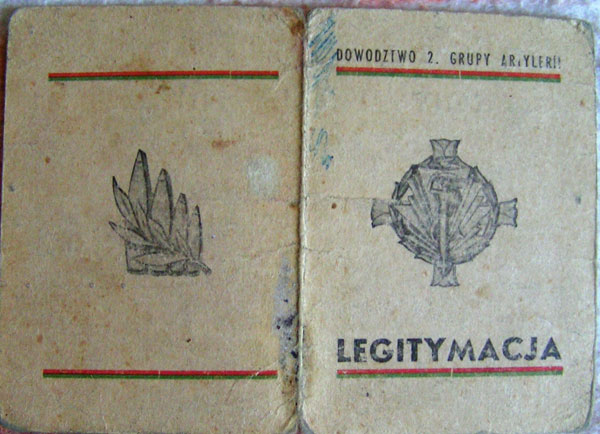 DOWODZTWO 2. GRUPY ARTYLERII
LEGITYMACJA